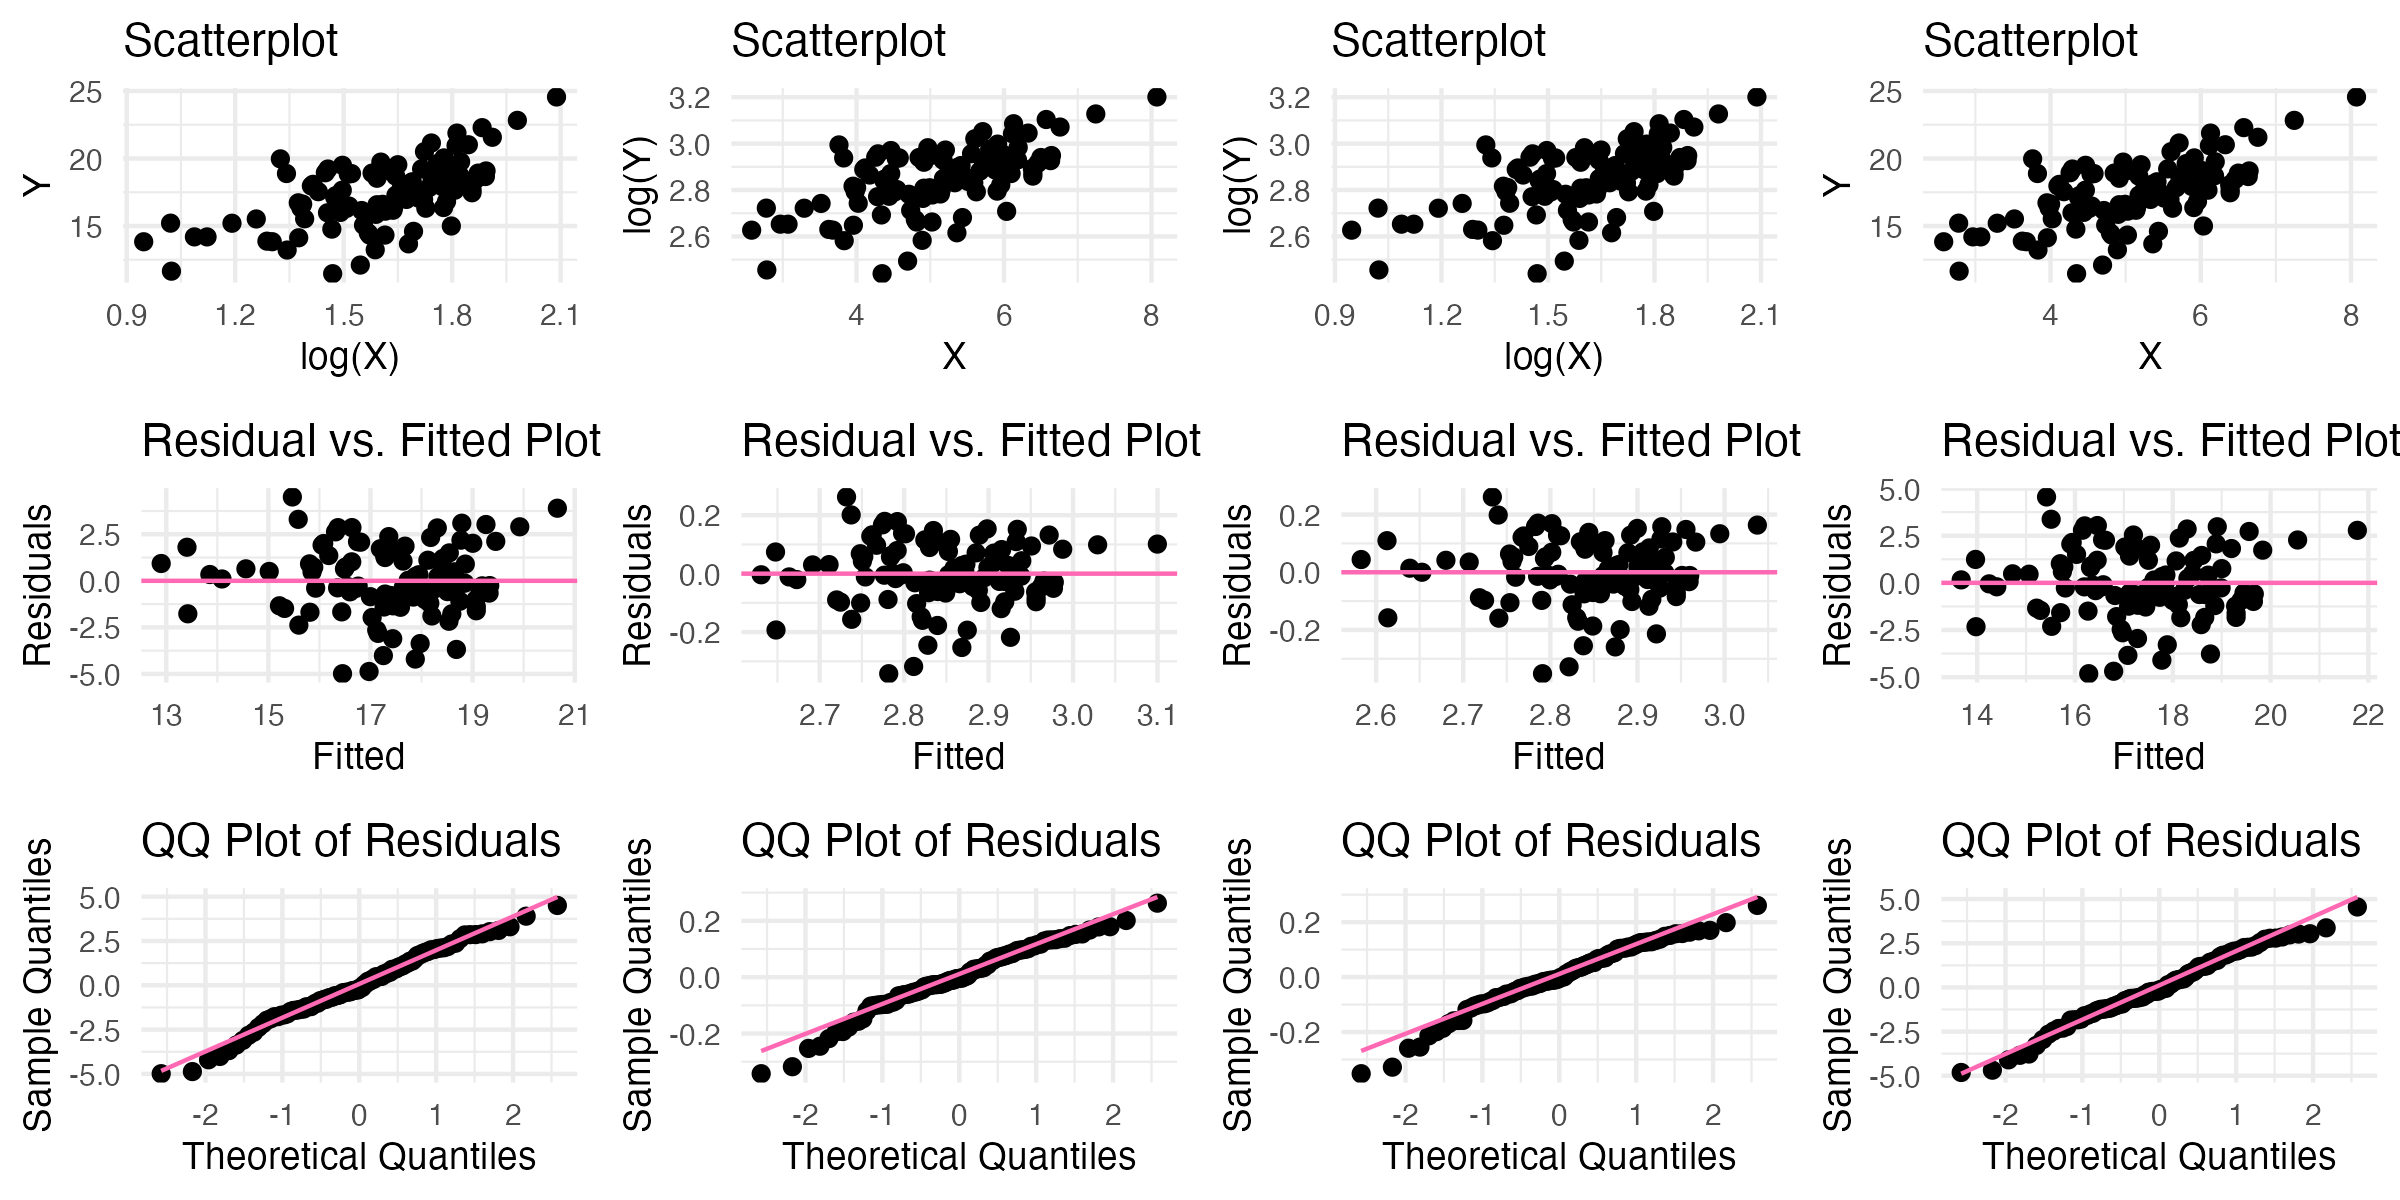 Scatterplot
25
20
15
Y
0.9 1.2 1.5 1.8 2.1
log(X)
Scatterplot
3.2
3.0
2.8
2.6
log(Y)
4 6 8
X
Scatterplot
3.2
3.0
2.8
2.6
log(Y)
0.9 1.2 1.5 1.8 2.1
log(X)
Scatterplot
25
20
15
Y
4 6 8
X
Residual vs. Fitted Plot
2.5
0.0
-2.5
-5.0
Residuals
13 15 17 19 21
Fitted
Residual vs. Fitted Plot
0.2
0.0
-0.2
Residuals
2.7 2.8 2.9 3.0 3.1
Fitted
Residual vs. Fitted Plot
0.2
0.0
-0.2
Residuals
2.6 2.7 2.8 2.9 3.0
Fitted
Residual vs. Fitted Plot
5.0
2.5
0.0
-2.5
-5.0
Residuals
14 16 18 20 22
Fitted
QQ Plot of Residuals
5.0
2.5
0.0
-2.5
-5.0
Sample Quantiles
-2 -1 0 1 2
Theoretical Quantiles
QQ Plot of Residuals
0.2
0.0
-0.2
Sample Quantiles
-2 -1 0 1 2
Theoretical Quantiles
QQ Plot of Residuals
0.2
0.0
-0.2
Sample Quantiles
-2 -1 0 1 2
Theoretical Quantiles
QQ Plot of Residuals
5.0
2.5
0.0
-2.5
-5.0
Sample Quantiles
-2 -1 0 1 2
Theoretical Quantiles